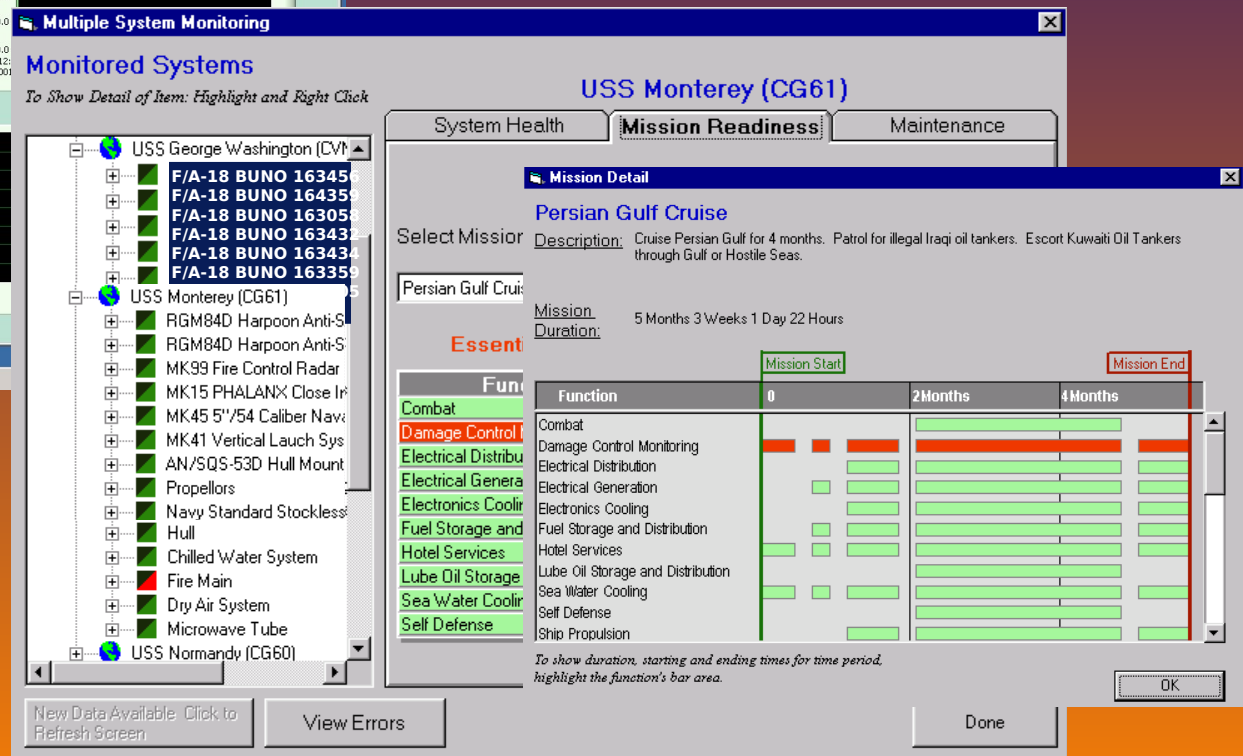 Multiple System Monitoring
Monitored Systems
To Show Detail of Item: Highlight and Right Click
USS George Washington (CVN
F/A-18 BUNO 163456
F/A-18 BUNO 164359
F/A-18 BUNO 163058
F/A-18 BUNO 163432
F/A-18 BUNO 163434
F/A-18 BUNO 163359
USS Monterey (CG61)
RGM84D Harpoon Anti-S
RGM84D Harpoon Anti-S
MK99 Fire Control Radar
MK15 PHALANX Close In
MK45 5"/54 Caliber Nava
MK41 Vertical Lauch Sys
AN/SQS-53D Hull Mount
Propellors
Navy Standard Stockless
Hull
Chilled Water System
Fire Main
Dry Air System
Microwave Tube
USS Normandy (CG60)
New Data Available Click to
Refresh Screen
View Errors
USS Monterey (CG61)
System Health
Mission Readiness
Maintenance
Select Mission
Persian Gulf Cruis
Essenti
Func
Combat
Damage Control M
Electrical Distribu
Electrical Genera
Electronics Coolin
Fuel Storage and
Hotel Services
Lube Oil Storage
Sea Water Coolin
Self Defense
Done
Mission Detail
Persian Gulf Cruise
Description: Cruise Persian Gulf for 4 months. Patrol for illegal Iraqi oil tankers. Escort Kuwaiti Oil Tankers
through Gulf or Hostile Seas.
Mission
Duration:
5 Months 3 Weeks 1 Day 22 Hours
Mission Start
Mission End
Function 0 2Months 4Months
Combat
Damage Control Monitoring
Electrical Distribution
Electrical Generation
Electronics Cooling
Fuel Storage and Distribution
Hotel Services
Lube Oil Storage and Distribution
Sea Water Cooling
Self Defense
Ship Propulsion
To show duration, starting and ending times for time period,
highlight the function's bar area.
OK